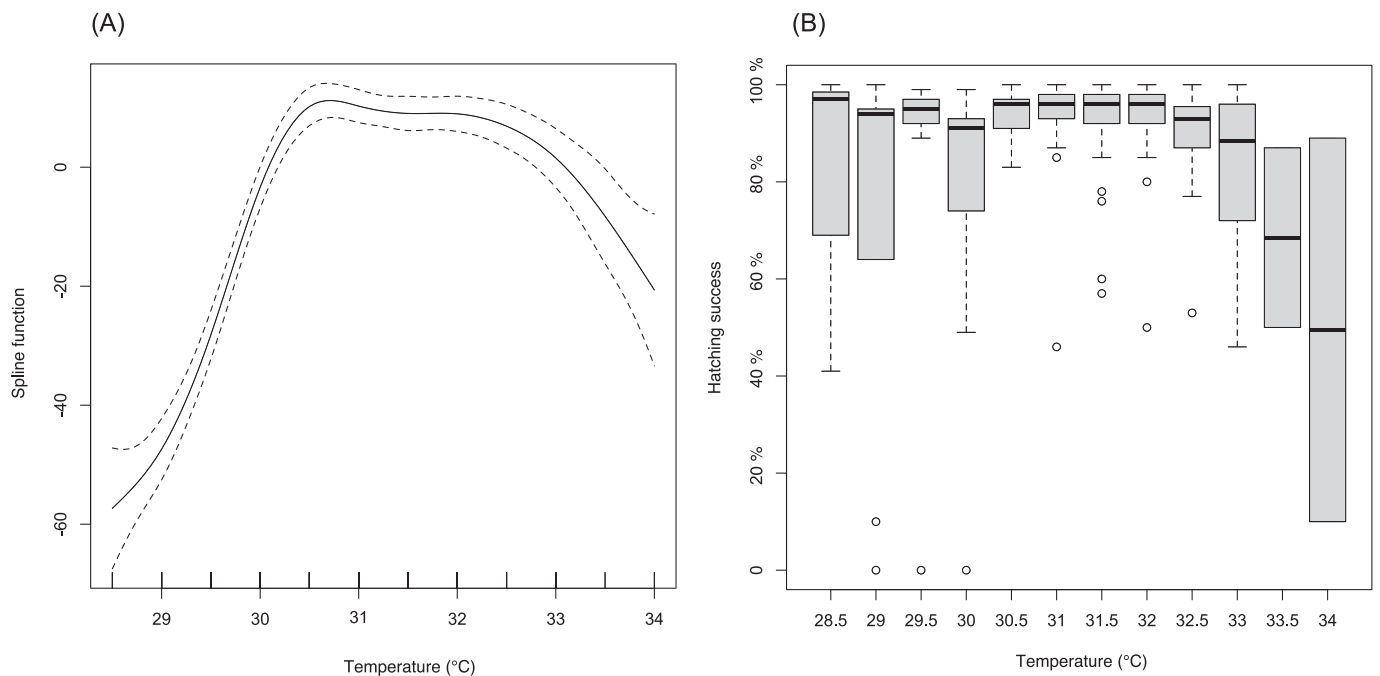 (A)
Spline function
0
-20
-40
-60
29 30 31 32 33 34
Temperature (°C)
(B)
Hatching success
100 %
80 %
60 %
40 %
20 %
0
28.5 29 29.5 30 30.5 31 31.5 32 32.5 33 33.5 34
Temperature (°C)